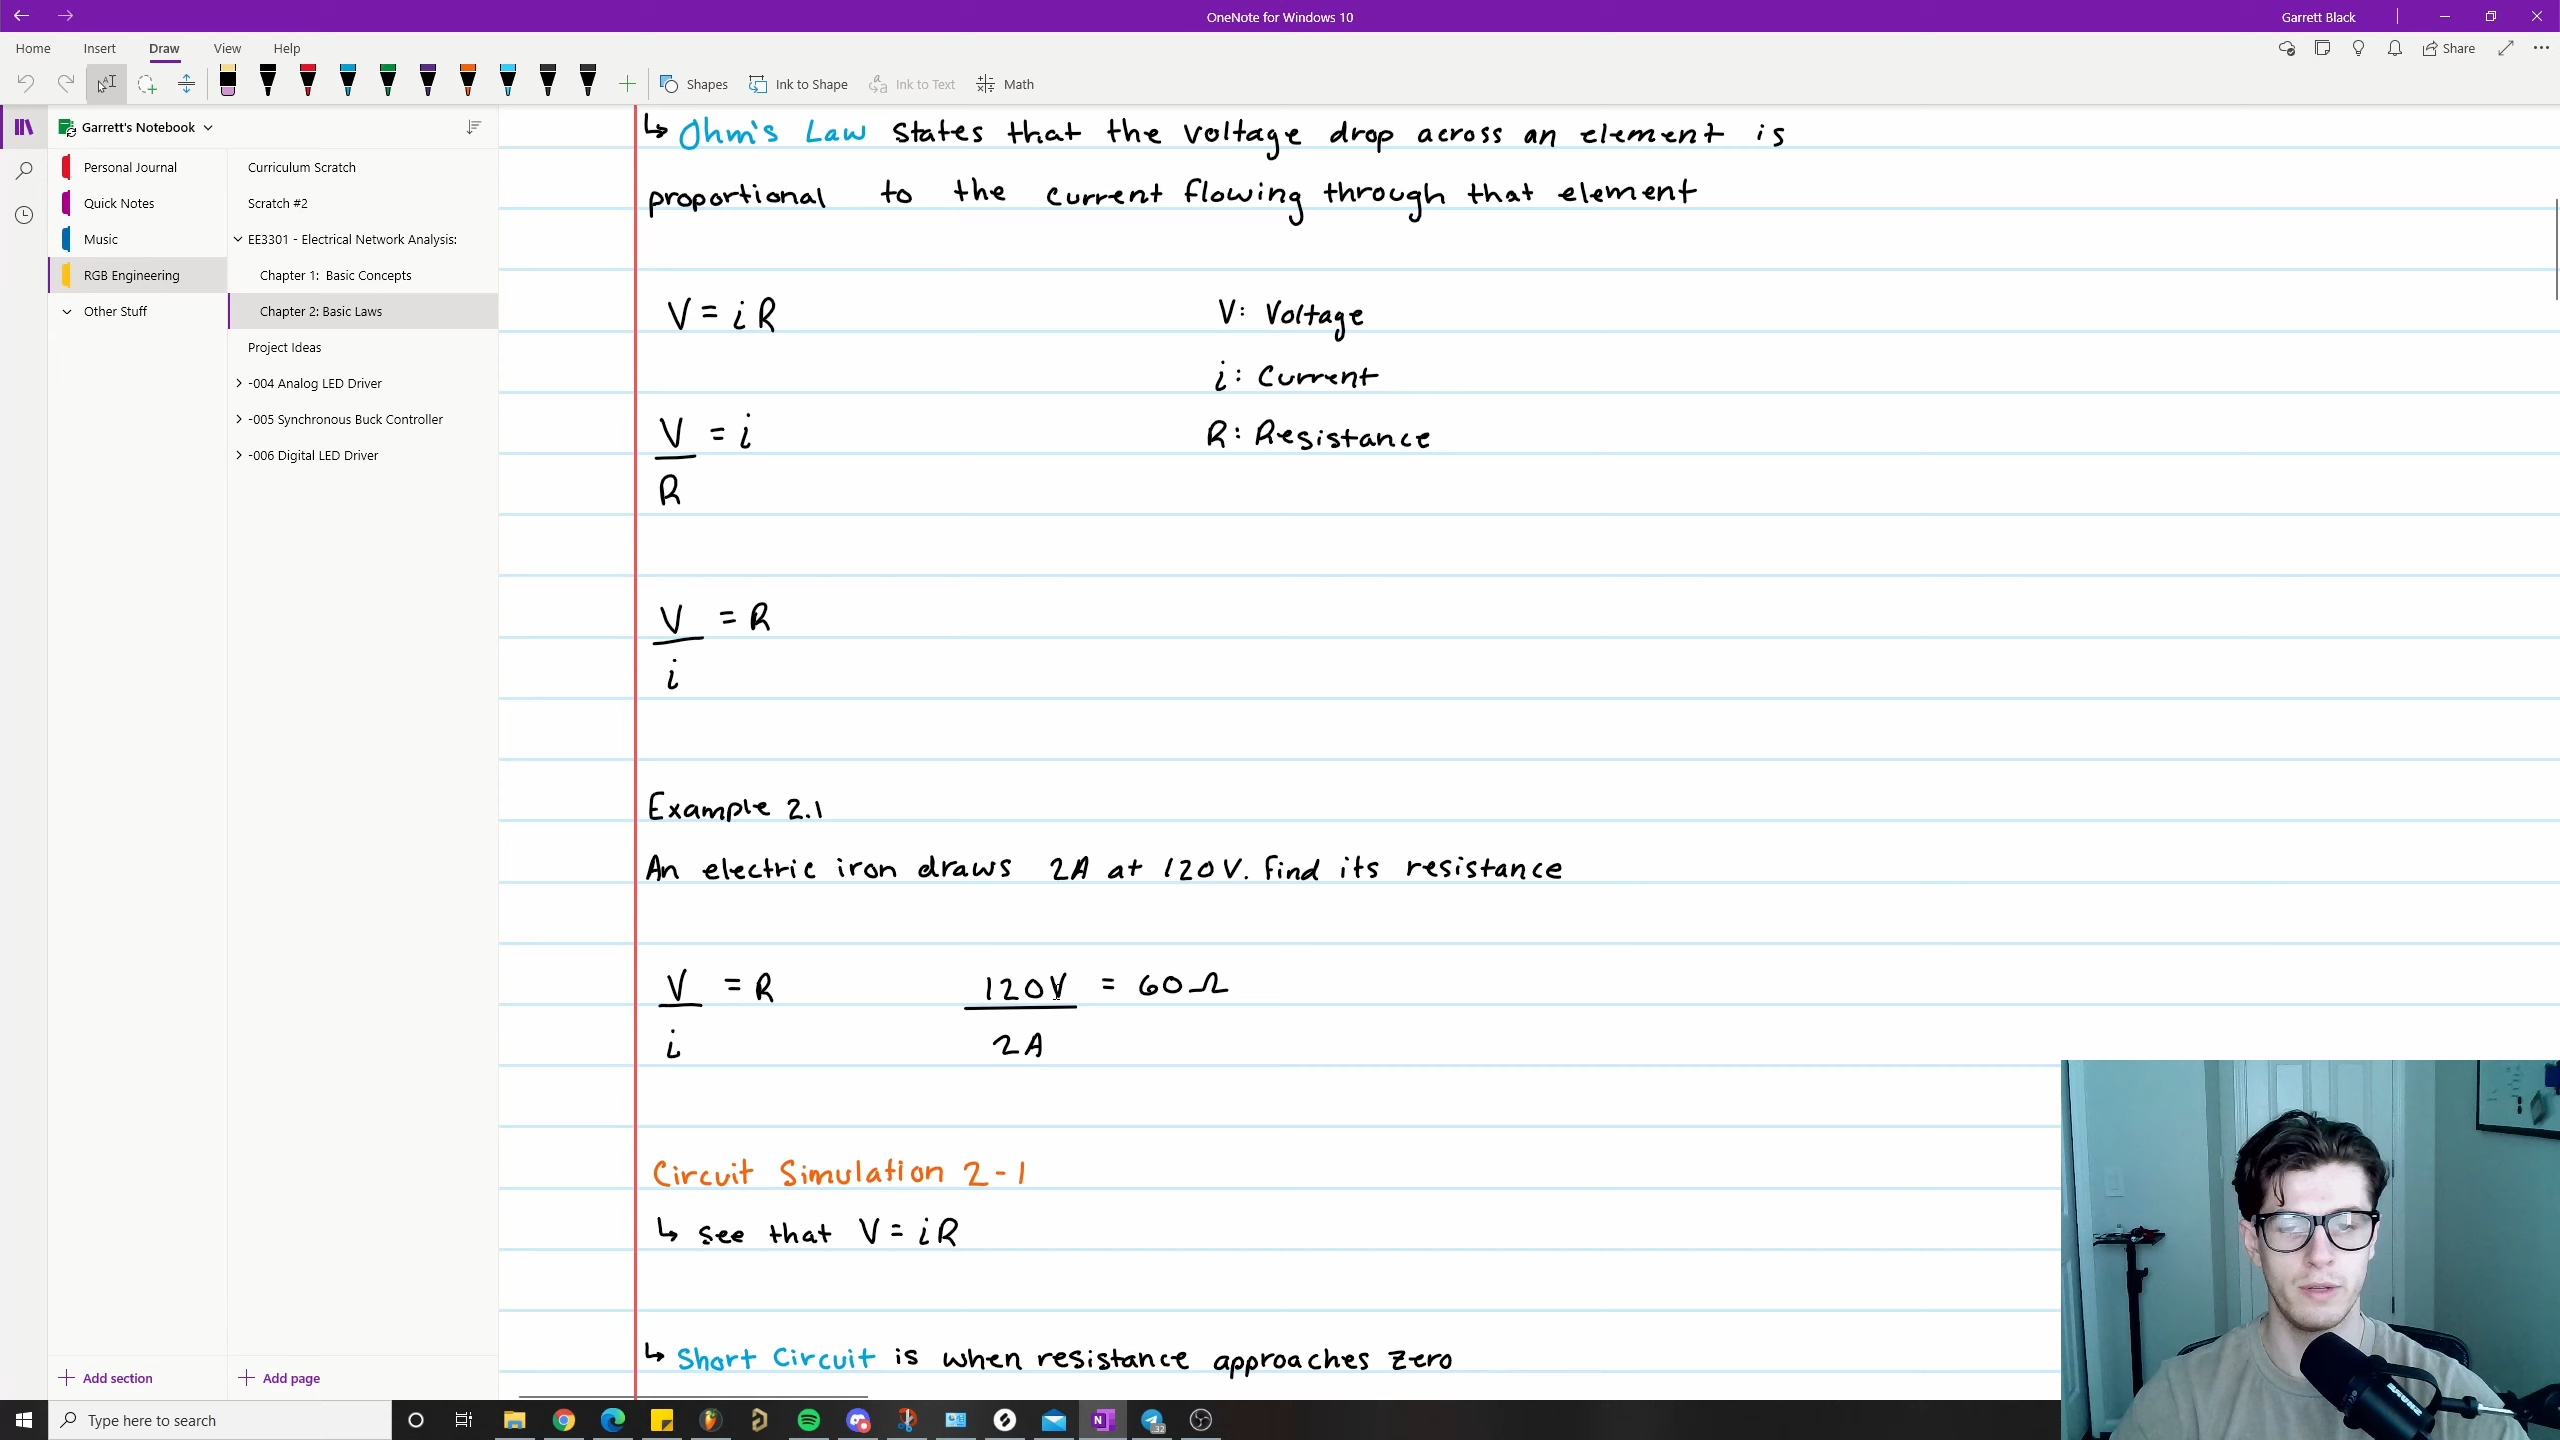 OneNote for Windows 10
Garrett Black
Home Insert Draw View Help
Share
Shapes Ink to Shape Ink to Text Math
Garrett's Notebook
Personal Journal
Quick Notes
Music
RGB Engineering
Other Stuff
Add section
Curriculum Scratch
Scratch #2
EE3301 - Electrical Network Analysis:
Chapter 1: Basic Concepts
Chapter 2: Basic Laws
Project Ideas
-004 Analog LED Driver
-005 Synchronous Buck Controller
-006 Digital LED Driver
Add page
↳ Ohm's Law states that the voltage drop across an element is
proportional to the current flowing through that element
V = i R
V: Voltage
i: Current
R: Resistance
V = i
R
V = R
i
Example 2.1
An electric iron draws 2A at 120V. Find its resistance
V = R 120V = 60Ω
i 2A
Circuit Simulation 2-1
↳ see that V = i R
↳ Short Circuit is when resistance approaches zero
Type here to search